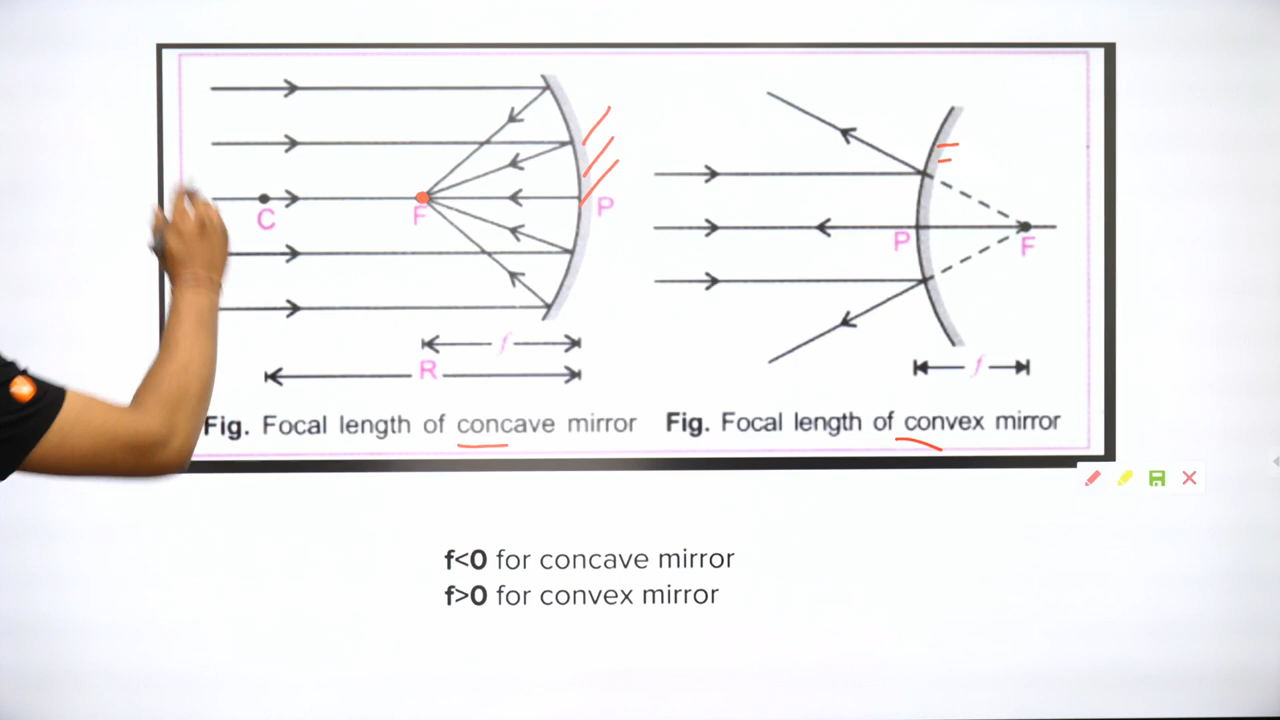 C
F
P
f
R
Fig. Focal length of concave mirror
P
F
f
Fig. Focal length of convex mirror
f<0 for concave mirror
f>0 for convex mirror